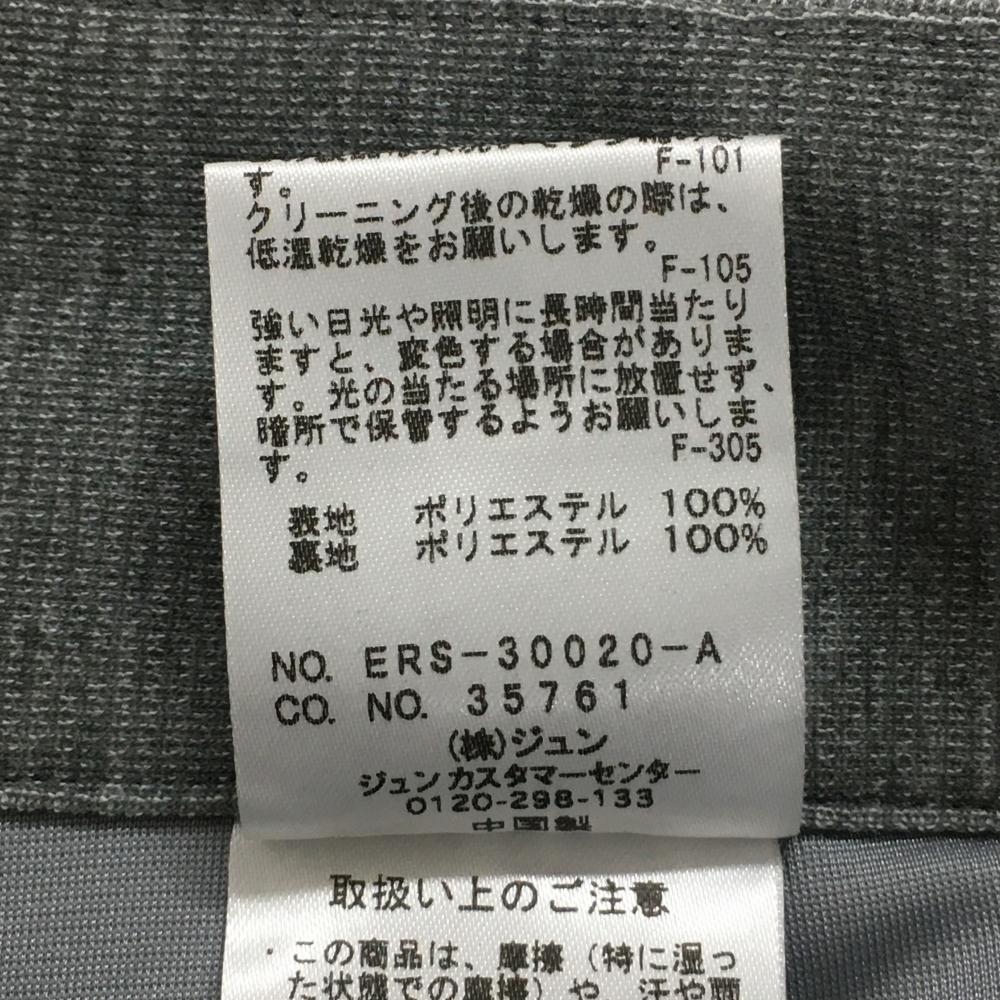 F-101
す。
クリーニング後の乾燥の際は、
低温乾燥をお願いします。
F-105
強い日光や照明に長時間当たり
ますと、変色する場合がありま
す。光の当たる場所に放置せず、
暗所で保管するようお願いしま
す。
F-305
表地 ポリエステル 100%
裏地 ポリエステル 100%
NO. ERS-30020-A
CO. NO. 35761
(株)ジュン
ジュンカスタマーセンター
0120-298-133
中国製
取扱い上のご注意
・この商品は、摩擦(特に湿っ
た状態での摩擦)や、汗や雨